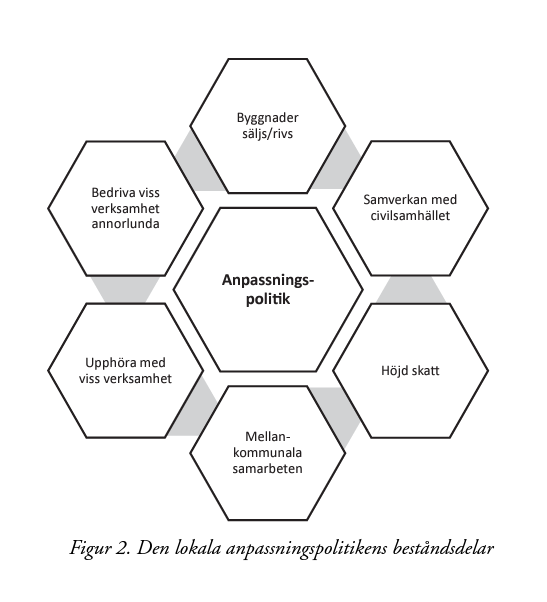 Byggnader
säljs/rivs
Bedriva viss
verksamhet
annorlunda
Samverkan med
civilsamhället
Anpassnings-
politik
Upphöra med
viss verksamhet
Höjd skatt
Mellan-
kommunala
samarbeten
Figur 2. Den lokala anpassningspolitikens beståndsdelar